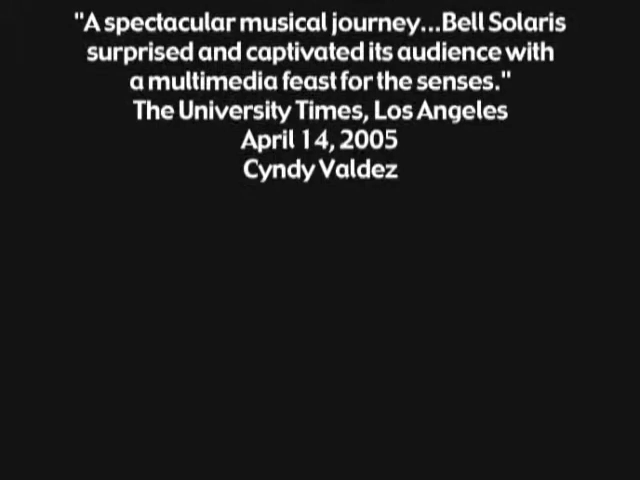 "A spectacular musical journey...Bell Solaris
surprised and captivated its audience with
a multimedia feast for the senses."
The University Times, Los Angeles
April 14, 2005
Cyndy Valdez